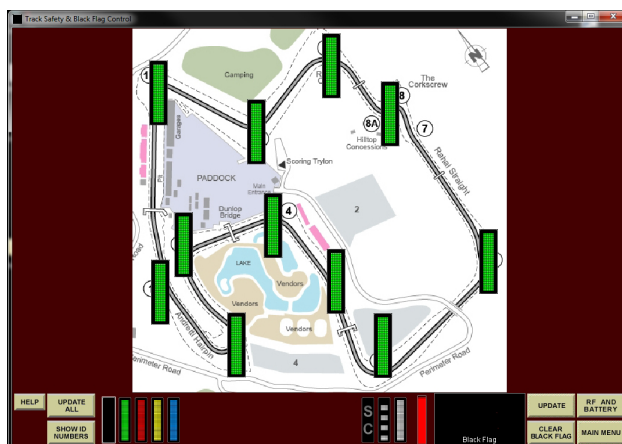 Track Safety & Black Flag Control
Camping
The
Corkscrew
1
8
8A
7
Hilltop
Concessions
Garages
Scoring Trylon
Rahal Straight
PADDOCK
Pit
Main
Entrance
Dunlop
Bridge
4
2
LAKE
Vendors
Vendors
Vendors
Andretti Hairpin
4
Perimeter Road
Perimeter Road
HELP
UPDATE
ALL
SHOW ID
NUMBERS
S
C
Black Flag
UPDATE
RF AND
BATTERY
CLEAR
BLACK FLAG
MAIN MENU